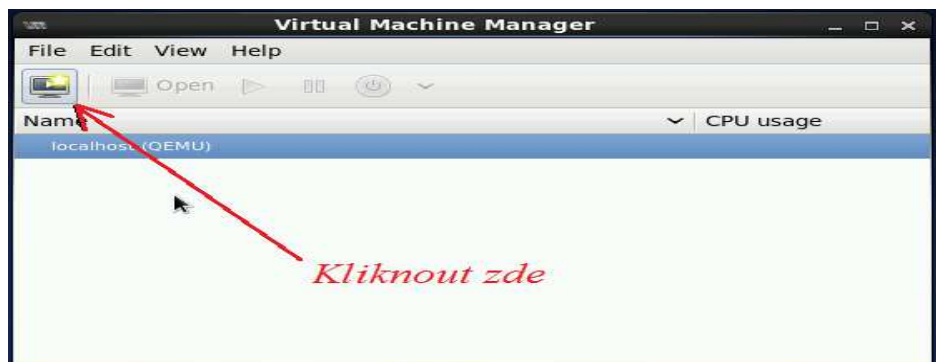 Virtual Machine Manager
File Edit View Help
Open
Name CPU usage
localhost (QEMU)
Kliknout zde